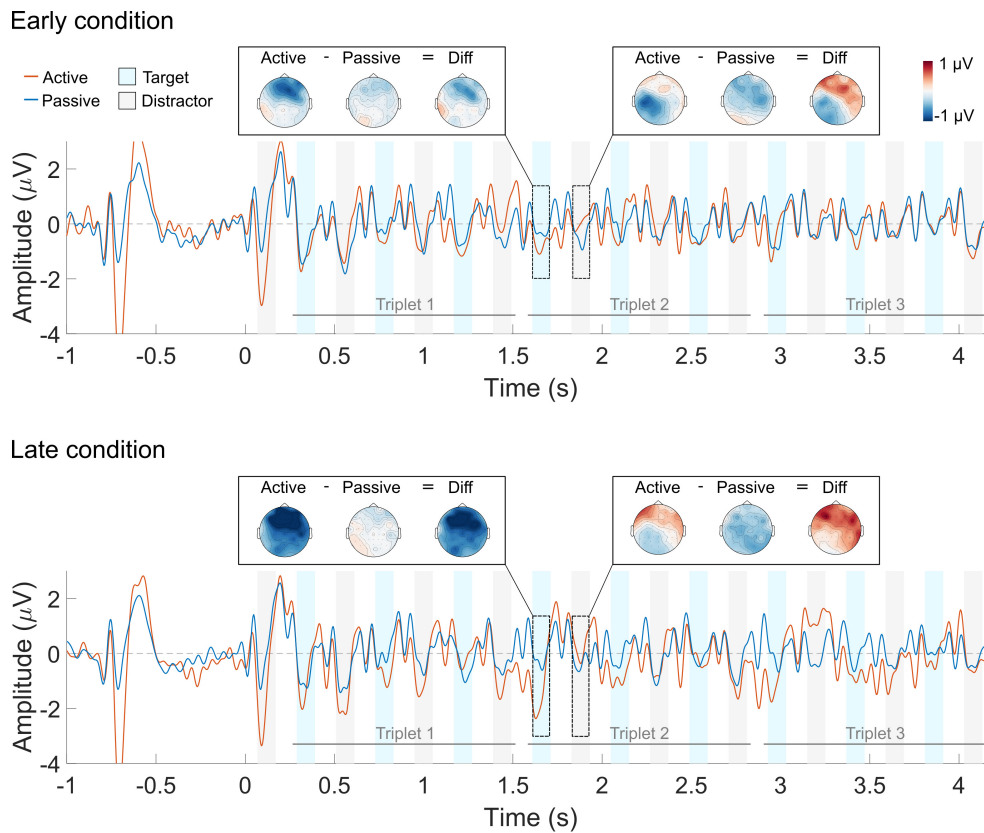 Early condition
Active - Passive = Diff
Active - Passive = Diff
Active
Target
Passive
Distractor
1 μV
-1 μV
Amplitude (μV)
2
0
-2
-4
Triplet 1
Triplet 2
Triplet 3
-1 -0.5 0 0.5 1 1.5 2 2.5 3 3.5 4
Time (s)
Late condition
Active - Passive = Diff
Active - Passive = Diff
Amplitude (μV)
2
0
-2
-4
Triplet 1
Triplet 2
Triplet 3
-1 -0.5 0 0.5 1 1.5 2 2.5 3 3.5 4
Time (s)